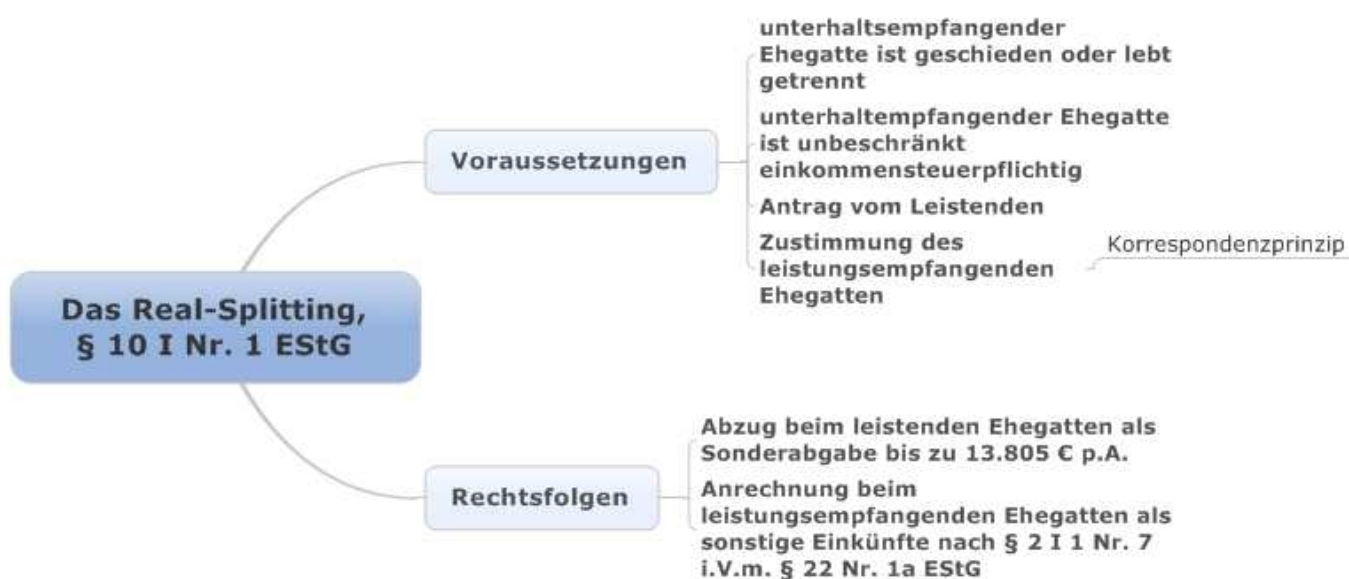 Das Real-Splitting,
§ 10 I Nr. 1 EStG
Voraussetzungen
unterhaltsempfangender
Ehegatte ist geschieden oder lebt
getrennt
unterhaltempfangender Ehegatte
ist unbeschränkt
einkommensteuerpflichtig
Antrag vom Leistenden
Zustimmung des
leistungsempfangenden
Ehegatten
Korrespondenzprinzip
Rechtsfolgen
Abzug beim leistenden Ehegatten als
Sonderabgabe bis zu 13.805 € p.A.
Anrechnung beim
leistungsempfangenden Ehegatten als
sonstige Einkünfte nach § 2 I 1 Nr. 7
i.V.m. § 22 Nr. 1a EStG